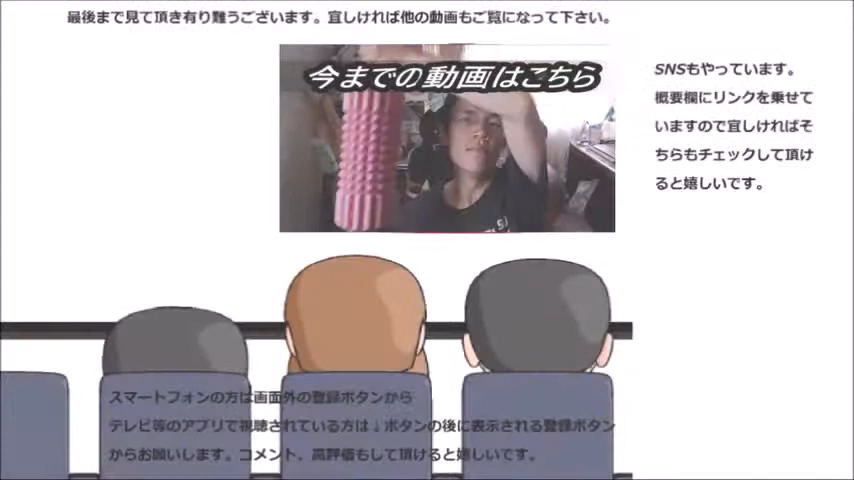 最後まで見て頂き有り難うございます。宜しければ他の動画もご覧になって下さい。
今までの動画はこちら
SNSもやっています。
概要欄にリンクを乗せて
いますので宜しければそ
ちらもチェックして頂け
ると嬉しいです。
スマートフォンの方は画面外の登録ボタンから
テレビ等のアプリで視聴されている方は↓ボタンの後に表示される登録ボタン
からお願いします。コメント、高評価もして頂けると嬉しいです。